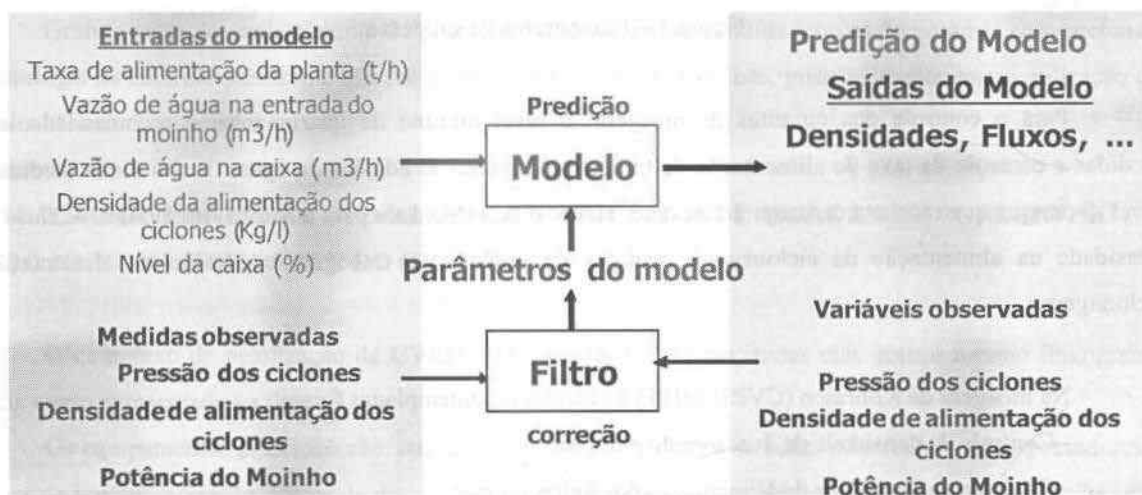 Entradas do modelo
Taxa de alimentação da planta (t/h)
Vazão de água na entrada do
moinho (m3/h)
Vazão de água na caixa (m3/h)
Densidade da alimentação dos
ciclones (Kg/l)
Nível da caixa (%)
Medidas observadas
Pressão dos ciclones
Densidade de alimentação dos
ciclones
Potência do Moinho
Predição
Modelo
Parâmetros do modelo
Filtro
correção
Predição do Modelo
Saídas do Modelo
Densidades, Fluxos, ...
Variáveis observadas
Pressão dos ciclones
Densidade de alimentação dos
ciclones
Potência do Moinho